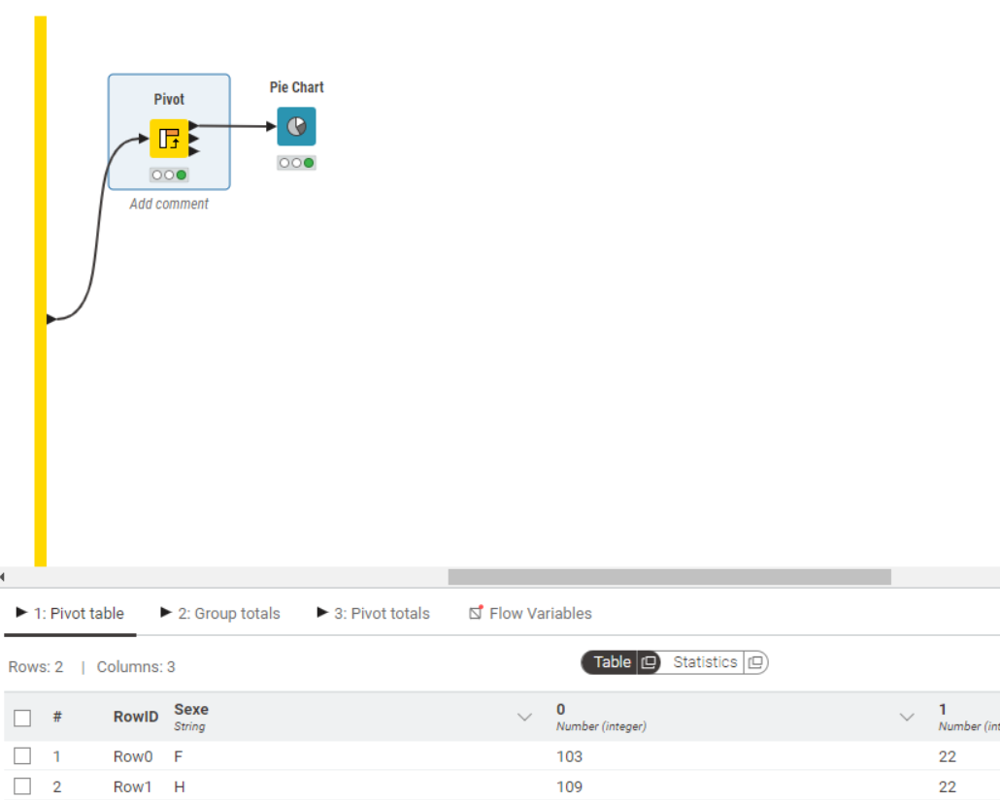 Pivot
Pie Chart
Add comment
1: Pivot table 2: Group totals 3: Pivot totals Flow Variables
Rows: 2 | Columns: 3
Table Statistics
# RowID Sexe 0 1
String Number (integer) Number (int
1 Row0 F 103 22
2 Row1 H 109 22